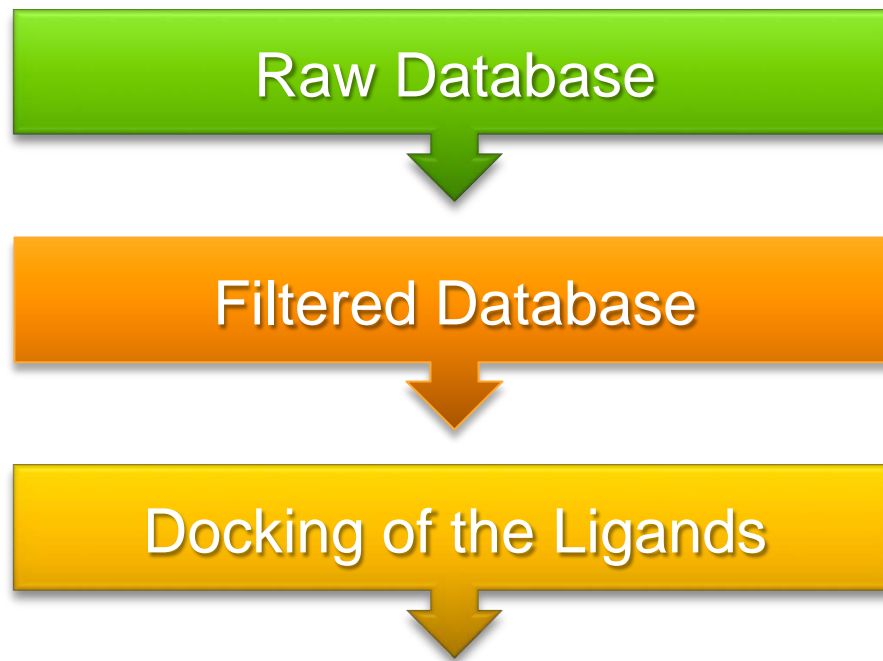 Raw Database
Filtered Database
Docking of the Ligands